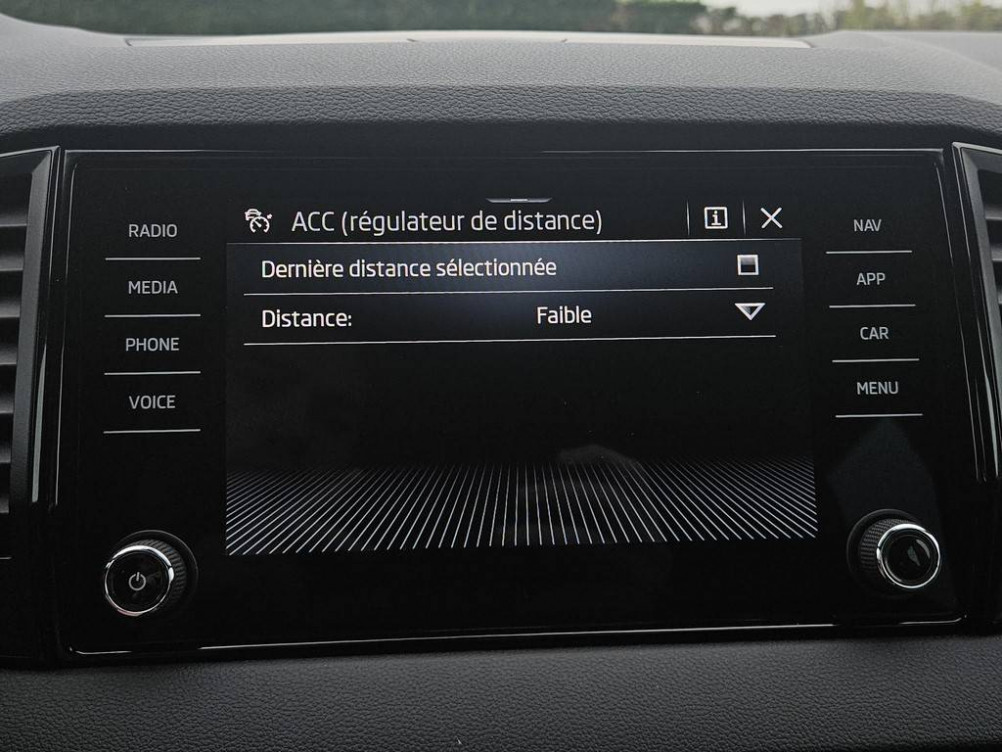 ACC (régulateur de distance)
Dernière distance sélectionnée
Distance: Faible
RADIO
MEDIA
PHONE
VOICE
NAV
APP
CAR
MENU